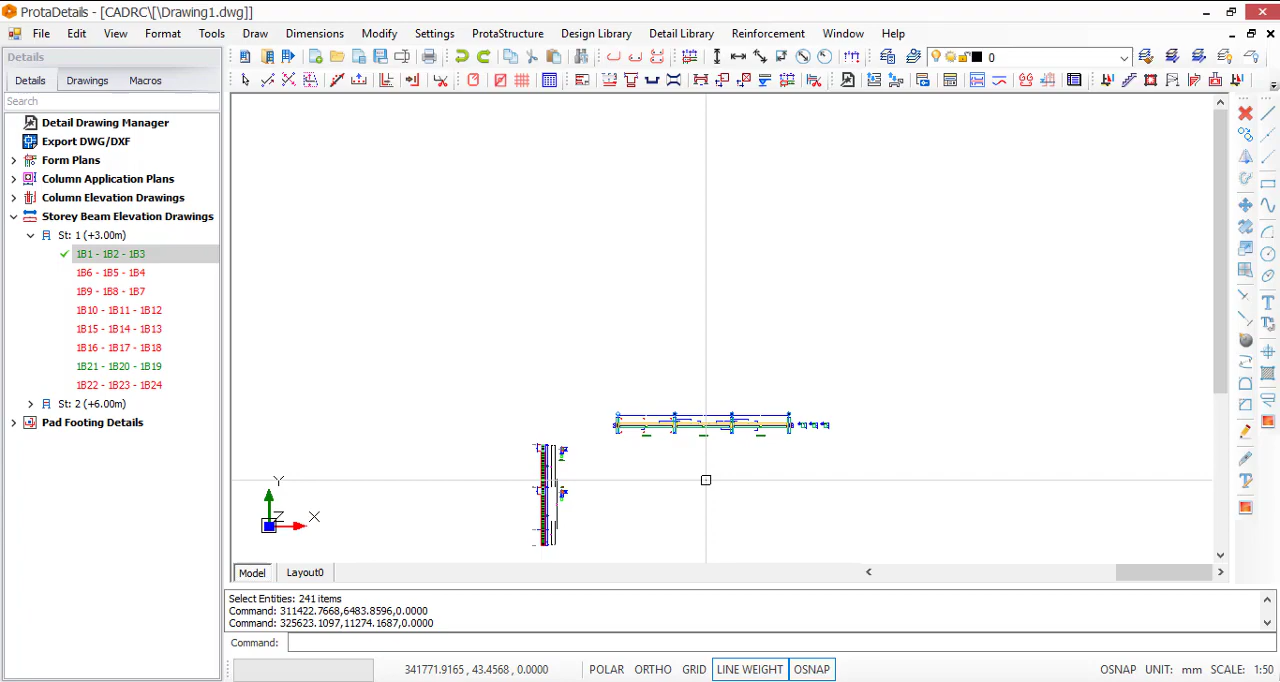 ProtaDetails - [CADRC\[\Drawing1.dwg]]
File Edit View Format Tools Draw Dimensions Modify Settings ProtaStructure Design Library Detail Library Reinforcement Window Help
Details
0
Details Drawings Macros
Search
Detail Drawing Manager
Export DWG/DXF
Form Plans
Column Application Plans
Column Elevation Drawings
Storey Beam Elevation Drawings
St: 1 (+3.00m)
1B1 - 1B2 - 1B3
1B6 - 1B5 - 1B4
1B9 - 1B8 - 1B7
1B10 - 1B11 - 1B12
1B15 - 1B14 - 1B13
1B16 - 1B17 - 1B18
1B21 - 1B20 - 1B19
1B22 - 1B23 - 1B24
St: 2 (+6.00m)
Pad Footing Details
Y
Z X
Model Layout0
Select Entities: 241 items
Command: 311422.7668,6483.8596,0.0000
Command: 325623.1097,11274.1687,0.0000
Command:
341771.9165 , 43.4568 , 0.0000 POLAR ORTHO GRID LINE WEIGHT OSNAP OSNAP UNIT: mm SCALE: 1:50